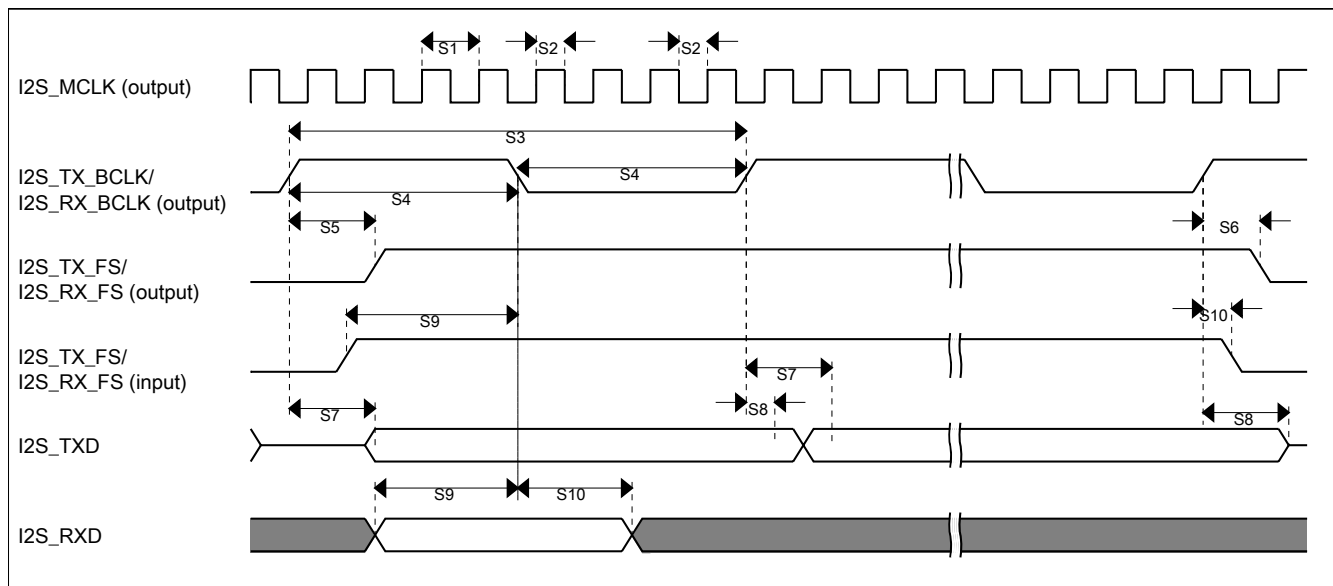 S1 S2 S2
I2S_MCLK (output)
S3
I2S_TX_BCLK/
I2S_RX_BCLK (output)
S4
S4
S5 S6
I2S_TX_FS/
I2S_RX_FS (output)
S9 S10
I2S_TX_FS/
I2S_RX_FS (input)
S7
S7 S8 S8
I2S_TXD
S9 S10
I2S_RXD